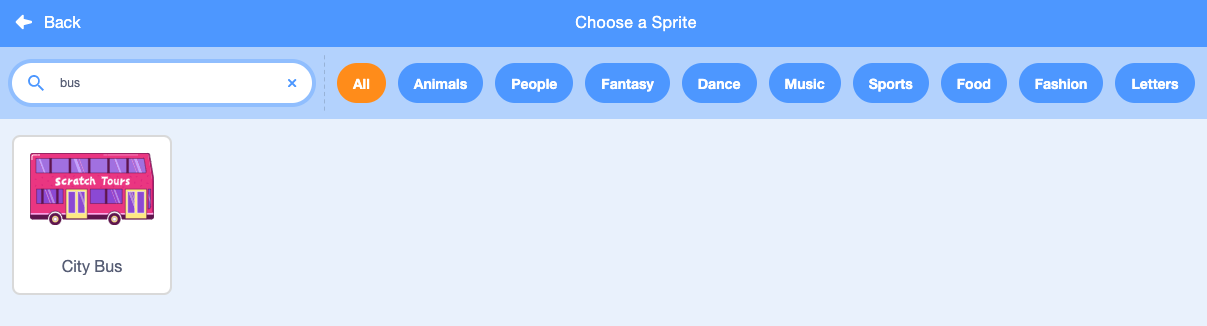 Back
Choose a Sprite
bus
All
Animals
People
Fantasy
Dance
Music
Sports
Food
Fashion
Letters
Scratch Tours
City Bus